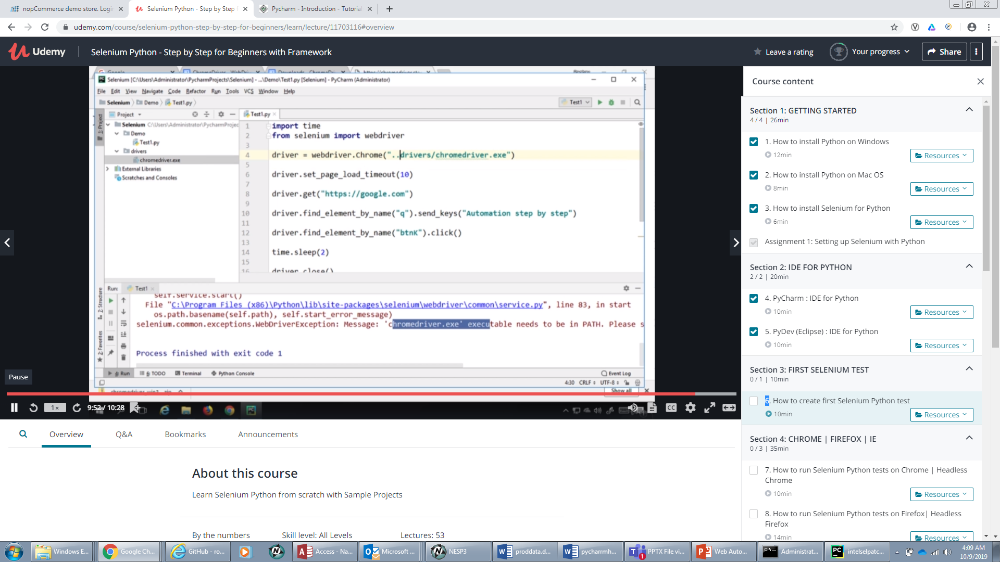 nopCommerce demo store. Login
Selenium Python - Step by Step f
Pycharm - Introduction - Tutorial
udemy.com/course/selenium-python-step-by-step-for-beginners/learn/lecture/11703116#overview
Udemy
Selenium Python - Step by Step for Beginners with Framework
Leave a rating
Your progress
Share
Selenium [C:\Users\Administrator\PycharmProjects\Selenium] - ...\Demo\Test1.py [Selenium] - PyCharm (Administrator)
File Edit View Navigate Code Refactor Run Tools VCS Window Help
Selenium Demo Test1.py
Test1
1: Project
Project
Test1.py
Selenium C:\Users\Administrator\PycharmProjec
Demo
Test1.py
drivers
chromedriver.exe
External Libraries
Scratches and Consoles
1 import time
2 from selenium import webdriver
3
4 driver = webdriver.Chrome("..drivers/chromedriver.exe")
5
6 driver.set_page_load_timeout(10)
7
8 driver.get("https://google.com")
9
10 driver.find_element_by_name("q").send_keys("Automation step by step")
11
12 driver.find_element_by_name("btnK").click()
13
14 time.sleep(2)
15
16 driver.close()
Run: Test1
self.service.start()
File "C:\Program Files (x86)\Python\lib\site-packages\selenium\webdriver\common\service.py", line 83, in start
os.path.basename(self.path), self.start_error_message)
selenium.common.exceptions.WebDriverException: Message: 'chromedriver.exe' executable needs to be in PATH. Please s
Process finished with exit code 1
Z: Structure
2: Favorites
4: Run 6: TODO Terminal Python Console Event Log
4:30 CRLF UTF-8
Show all
Pause
1x
9:52 / 10:28
CC
Overview
Q&A
Bookmarks
Announcements
About this course
Learn Selenium Python from scratch with Sample Projects
By the numbers
Skill level: All Levels
Lectures: 53
Course content
Section 1: GETTING STARTED
4 / 4 | 26min
1. How to install Python on Windows
12min
Resources
2. How to install Python on Mac OS
8min
Resources
3. How to install Selenium for Python
6min
Resources
Assignment 1: Setting up Selenium with Python
Section 2: IDE FOR PYTHON
2 / 2 | 20min
4. PyCharm : IDE for Python
10min
Resources
5. PyDev (Eclipse) : IDE for Python
10min
Resources
Section 3: FIRST SELENIUM TEST
0 / 1 | 10min
6. How to create first Selenium Python test
10min
Resources
Section 4: CHROME | FIREFOX | IE
0 / 3 | 35min
7. How to run Selenium Python tests on Chrome | Headless
Chrome
10min
Resources
8. How to run Selenium Python tests on Firefox| Headless
Firefox
14min
Resources
Windows E...
Google Ch...
GitHub - ro...
Access - Na...
Microsoft ...
NESP3
proddata.d...
pycharmh...
PPTX File vi...
Web Auto...
Administrat...
intelselpatc...
4:09 AM
10/9/2019